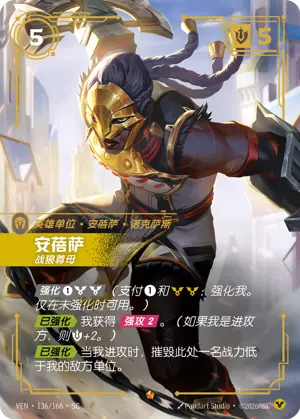 5
5
英雄单位·安蓓萨·诺克萨斯
安蓓萨
战狼尊母
强化 1 (支付1和:强化我。
仅在未强化时可用。)
已强化 我获得 强攻 2 。(如果我是进攻
方,则+2。)
已强化 当我进攻时,摧毁此处一名战力低
于我的敌方单位。
VEN · 136/166 · SC
Pandart Studio
©2026RGI